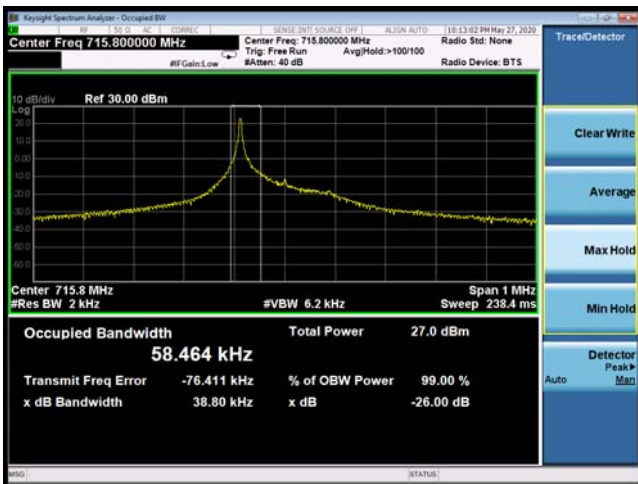 Keysight Spectrum Analyzer - Occupied BW
RF 50 Ω AC CORREC SENSE:INT SOURCE OFF ALIGN AUTO 10:13:02 PM May 27, 2020
Center Freq 715.800000 MHz
Center Freq: 715.800000 MHz
Radio Std: None
Trig: Free Run Avg|Hold:>100/100
#IFGain:Low #Atten: 40 dB Radio Device: BTS
Trace/Detector
10 dB/div Ref 30.00 dBm
Log
20.0
10.0
0.00
-10.0
-20.0
-30.0
-40.0
-50.0
-60.0
Center 715.8 MHz Span 1 MHz
#Res BW 2 kHz #VBW 6.2 kHz Sweep 238.4 ms
Occupied Bandwidth Total Power 27.0 dBm
58.464 kHz
Transmit Freq Error -76.411 kHz % of OBW Power 99.00 %
x dB Bandwidth 38.80 kHz x dB -26.00 dB
Clear Write
Average
Max Hold
Min Hold
Detector
Peak▶
Auto Man
MSG STATUS